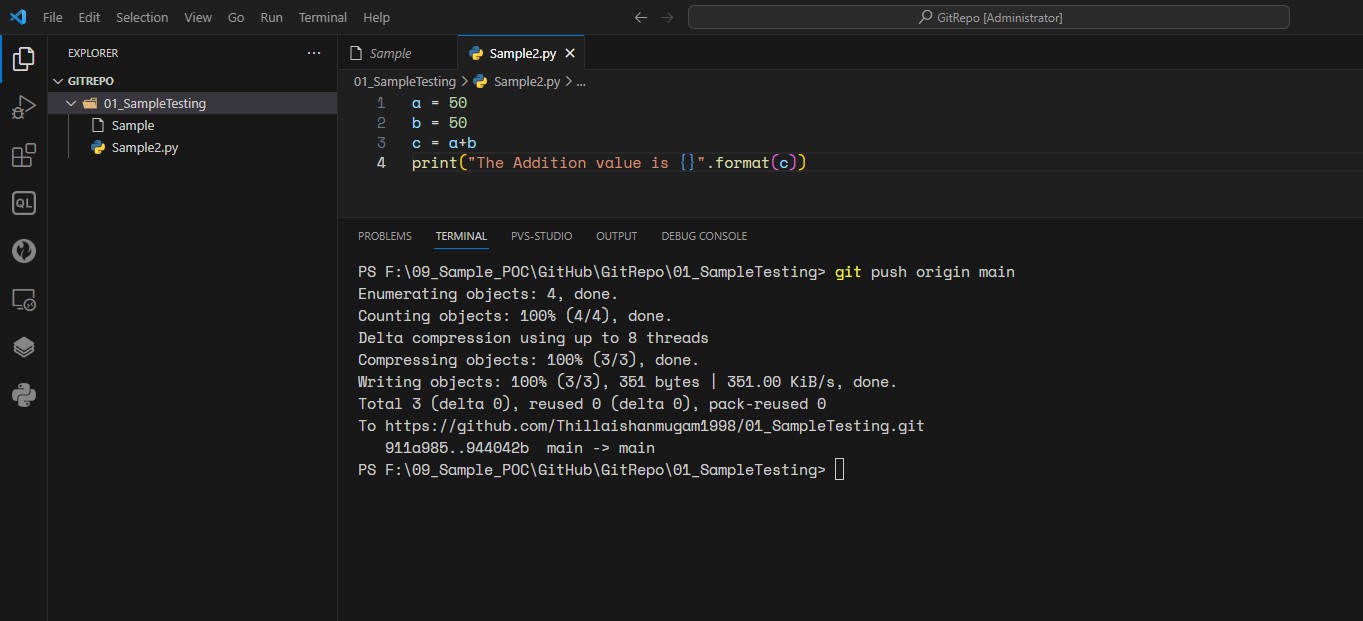 File Edit Selection View Go Run Terminal Help
GitRepo [Administrator]
EXPLORER
GITREPO
01_SampleTesting
Sample
Sample2.py
QL
Sample
Sample2.py
01_SampleTesting > Sample2.py > ...
1 a = 50
2 b = 50
3 c = a+b
4 print("The Addition value is {}".format(c))
PROBLEMS TERMINAL PVS-STUDIO OUTPUT DEBUG CONSOLE
PS F:\09_Sample_POC\GitHub\GitRepo\01_SampleTesting> git push origin main
Enumerating objects: 4, done.
Counting objects: 100% (4/4), done.
Delta compression using up to 8 threads
Compressing objects: 100% (3/3), done.
Writing objects: 100% (3/3), 351 bytes | 351.00 KiB/s, done.
Total 3 (delta 0), reused 0 (delta 0), pack-reused 0
To https://github.com/Thillaishanmugam1998/01_SampleTesting.git
911a985..944042b  main -> main
PS F:\09_Sample_POC\GitHub\GitRepo\01_SampleTesting>